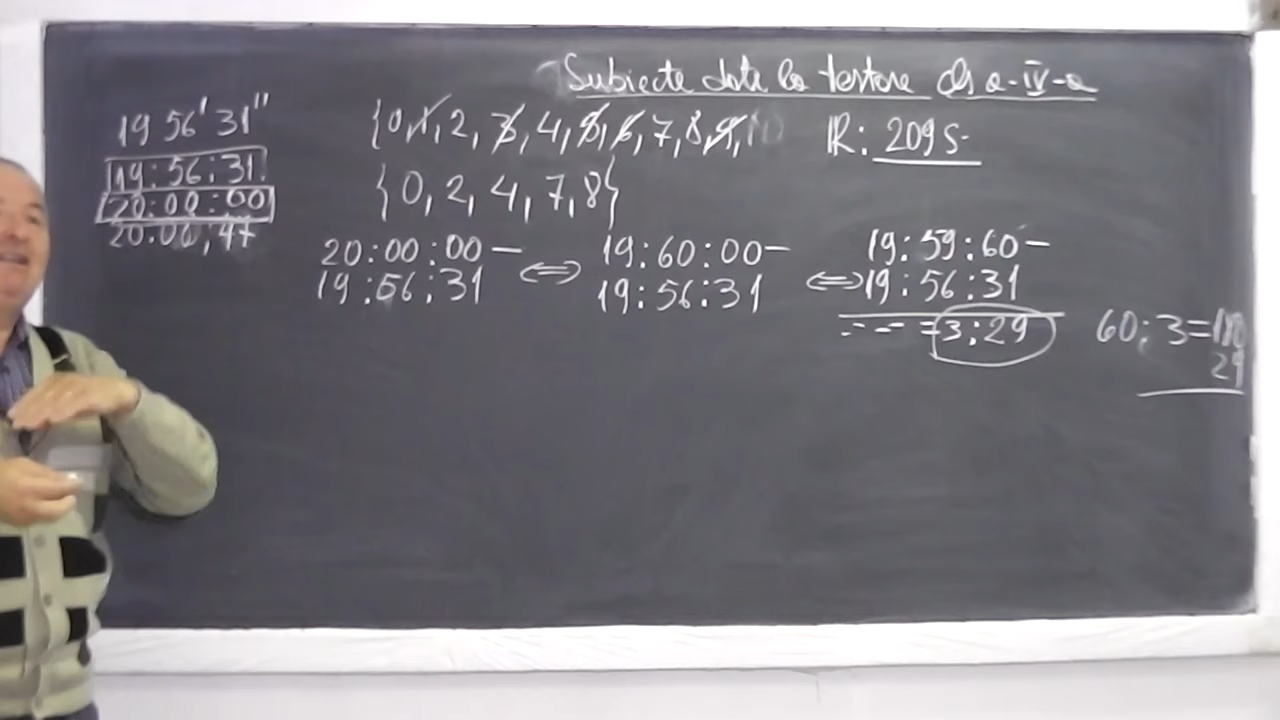 Subiecte date la testare cls a-IV-a
19 56' 31''
19:56:31
20:00:00
20:00:47
{0, 1, 2, 3, 4, 5, 6, 7, 8, 9, 10
{0, 2, 4, 7, 8}
R: 209 s
20:00:00 –
19:56:31
⇔
19:60:00 –
19:56:31
⇔
19:59:60 –
19:56:31
-- -- = 3:29
60:3=180
29